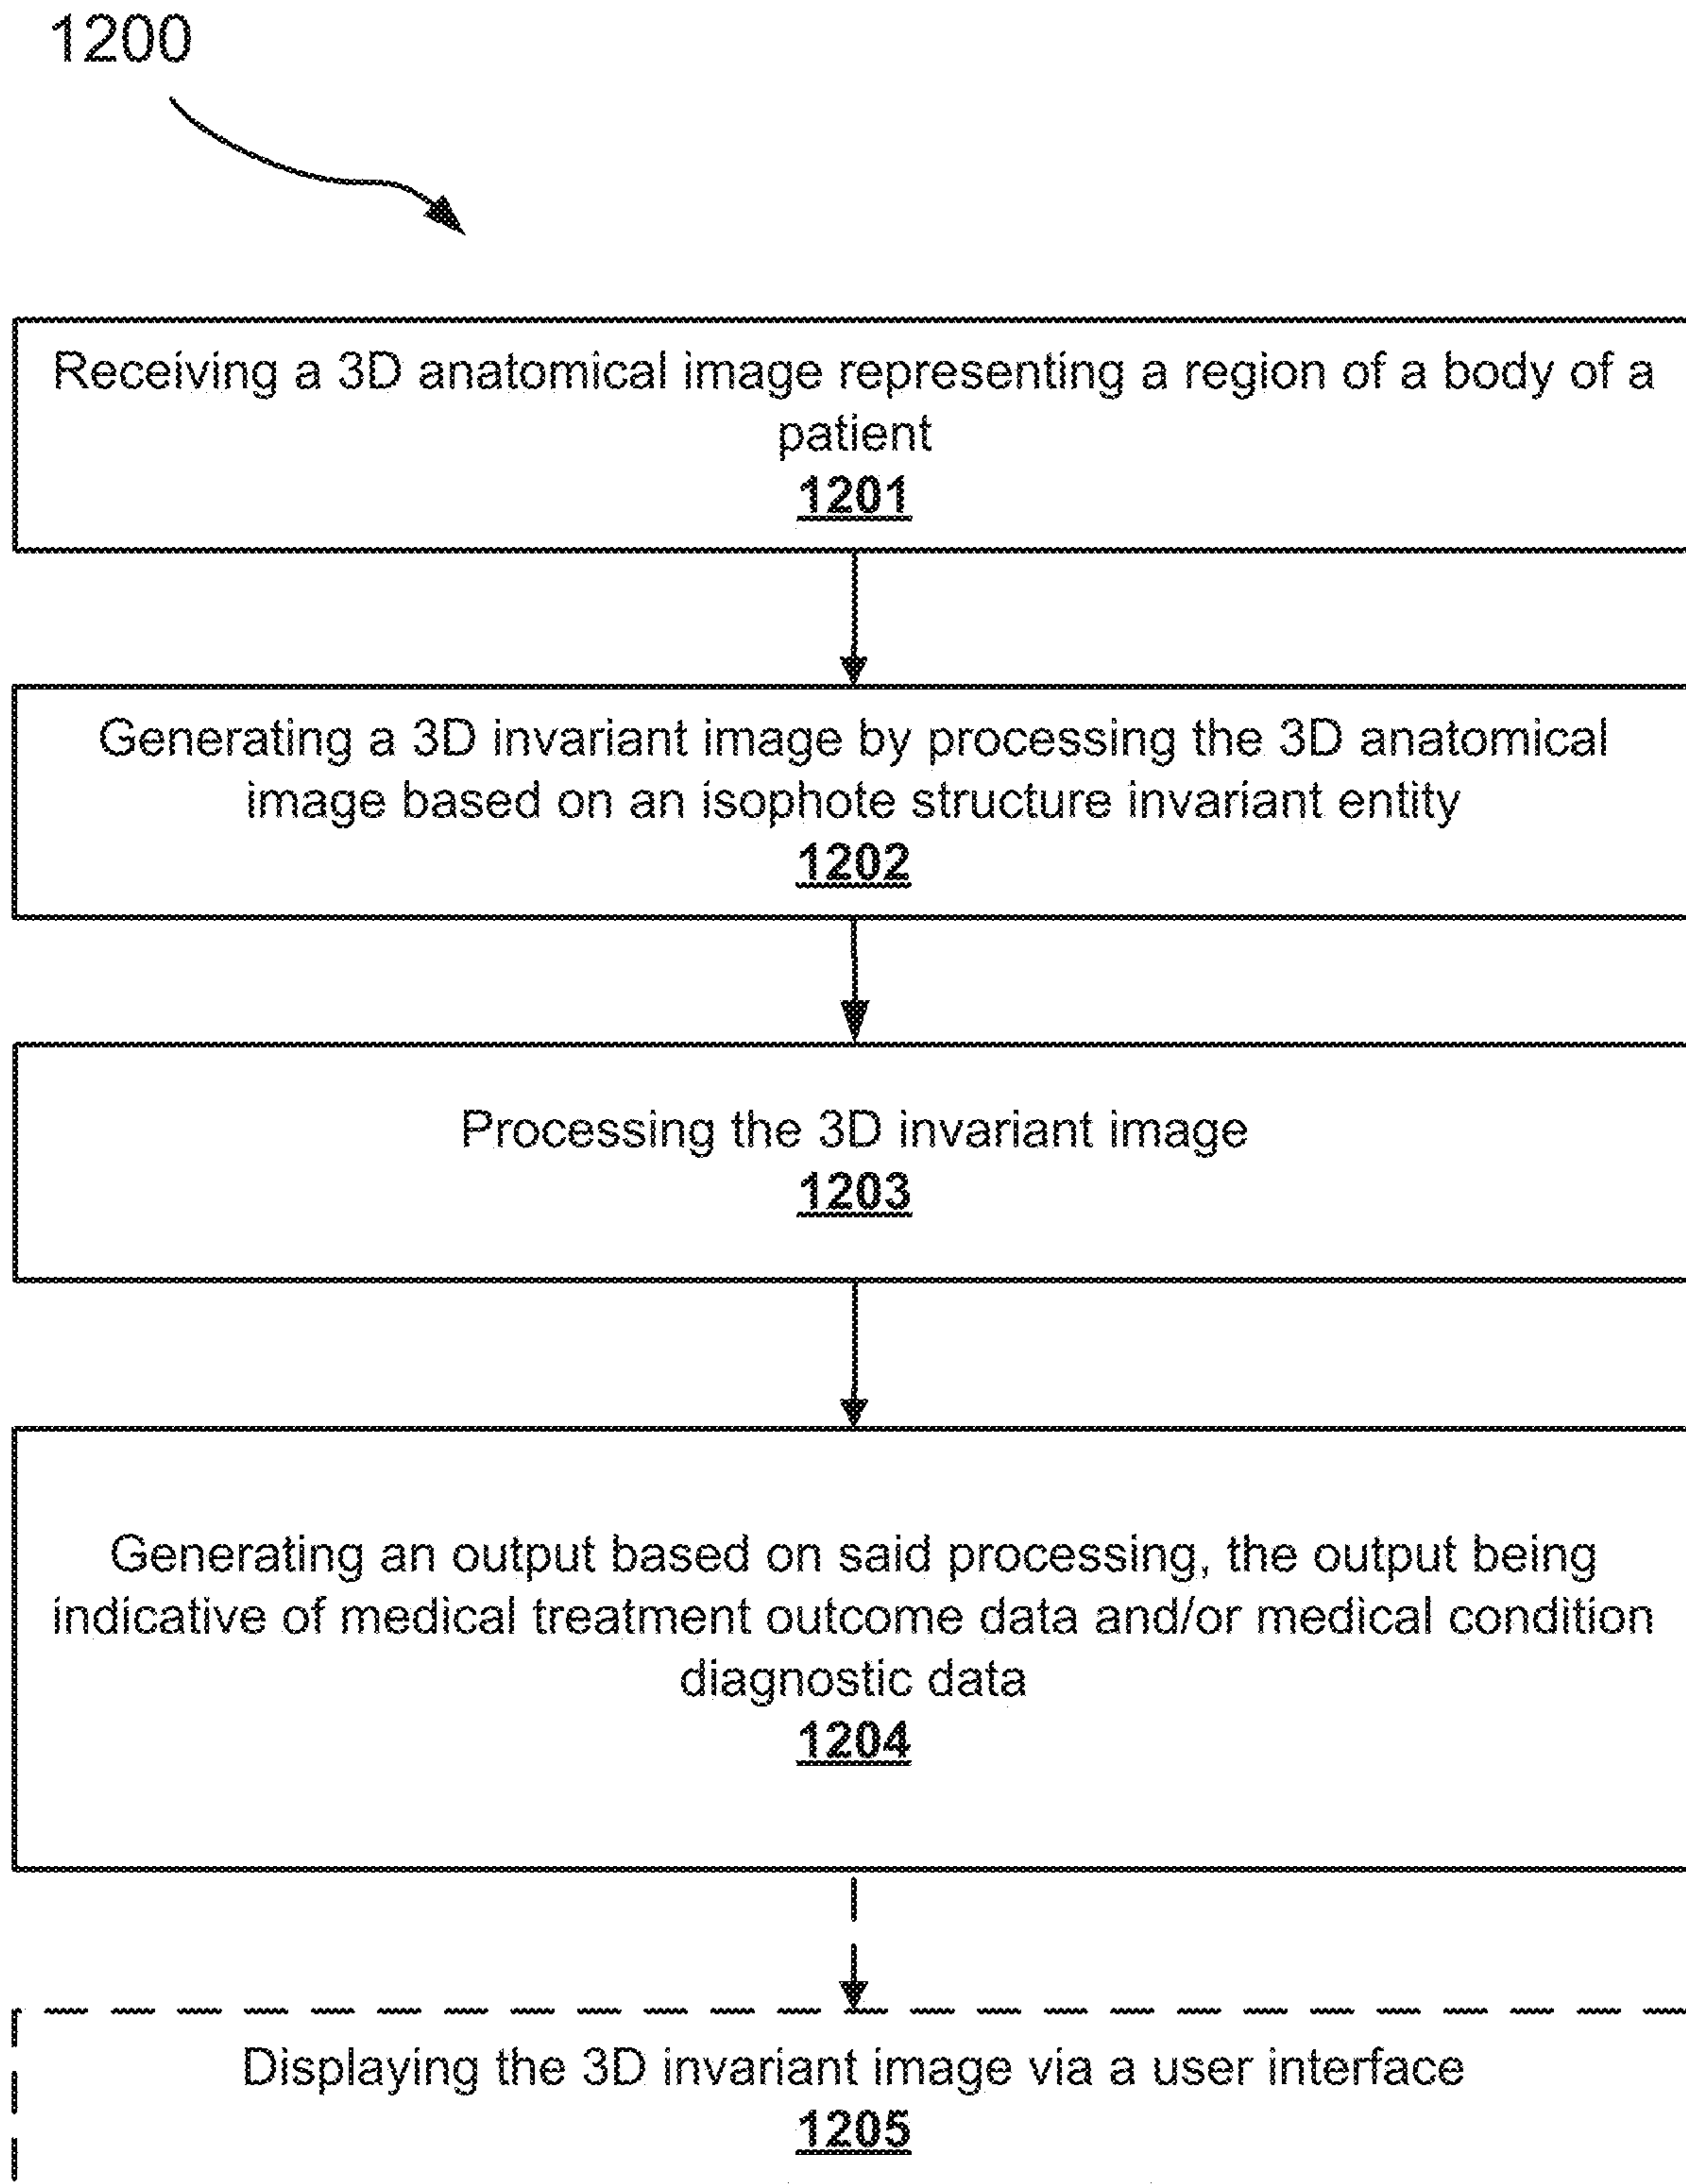 1200
Receiving a 3D anatomical image representing a region of a body of a
patient
1201
Generating a 3D invariant image by processing the 3D anatomical
image based on an isophote structure invariant entity
1202
Processing the 3D invariant image
1203
Generating an output based on said processing, the output being
indicative of medical treatment outcome data and/or medical condition
diagnostic data
1204
Displaying the 3D invariant image via a user interface
1205